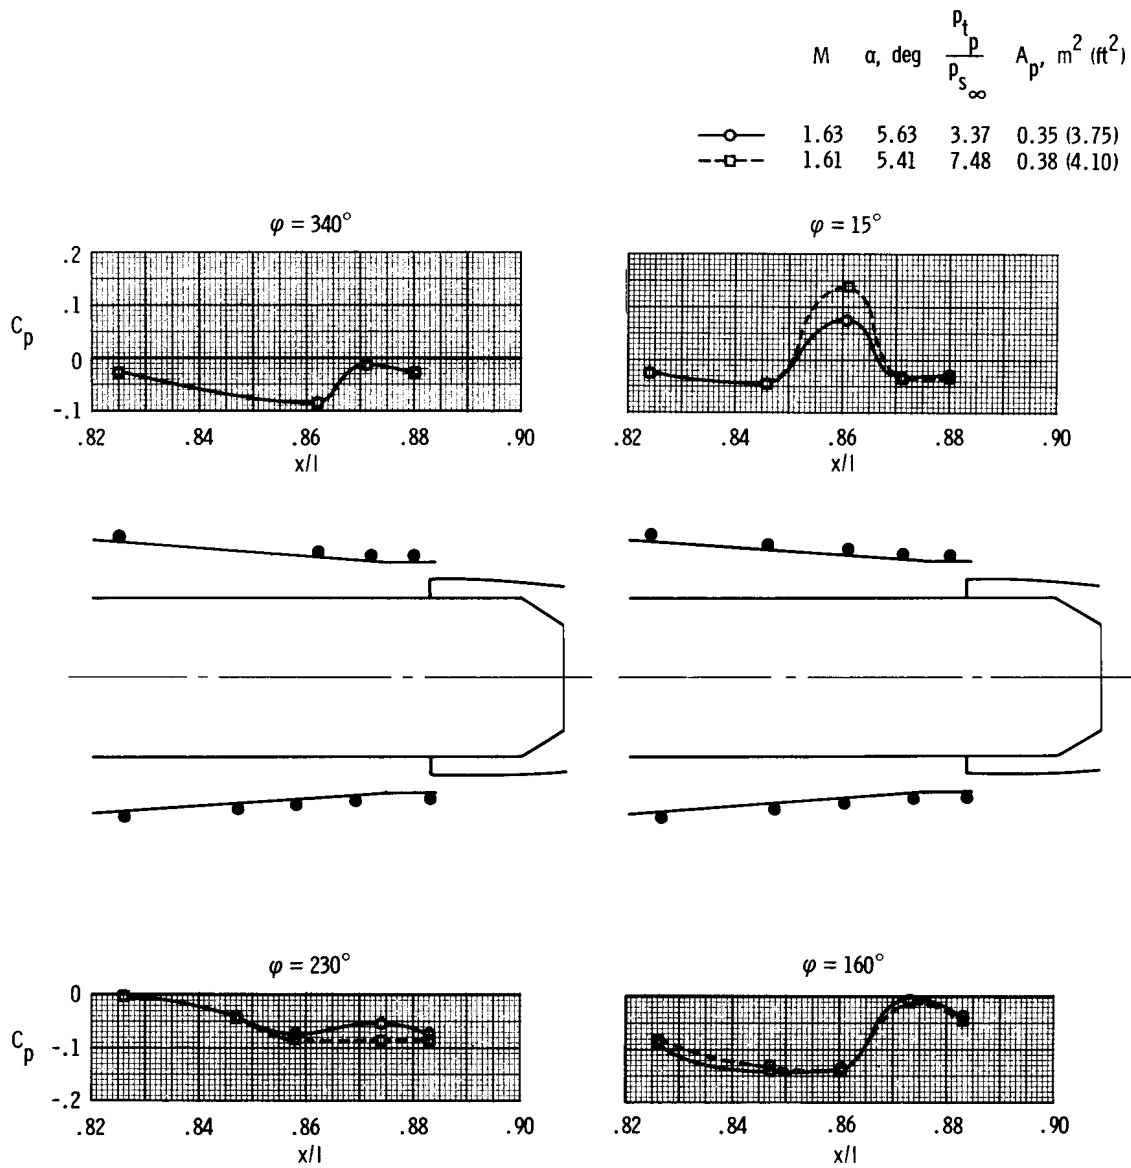 M α, deg p_t_p / p_s_∞ A_p, m² (ft²)
1.63 5.63 3.37 0.35 (3.75)
1.61 5.41 7.48 0.38 (4.10)
φ = 340°
.2
.1
0
-.1
C_p
.82 .84 .86 .88 .90
x/l
φ = 15°
.82 .84 .86 .88 .90
x/l
φ = 230°
0
-.1
-.2
C_p
.82 .84 .86 .88 .90
x/l
φ = 160°
.82 .84 .86 .88 .90
x/l